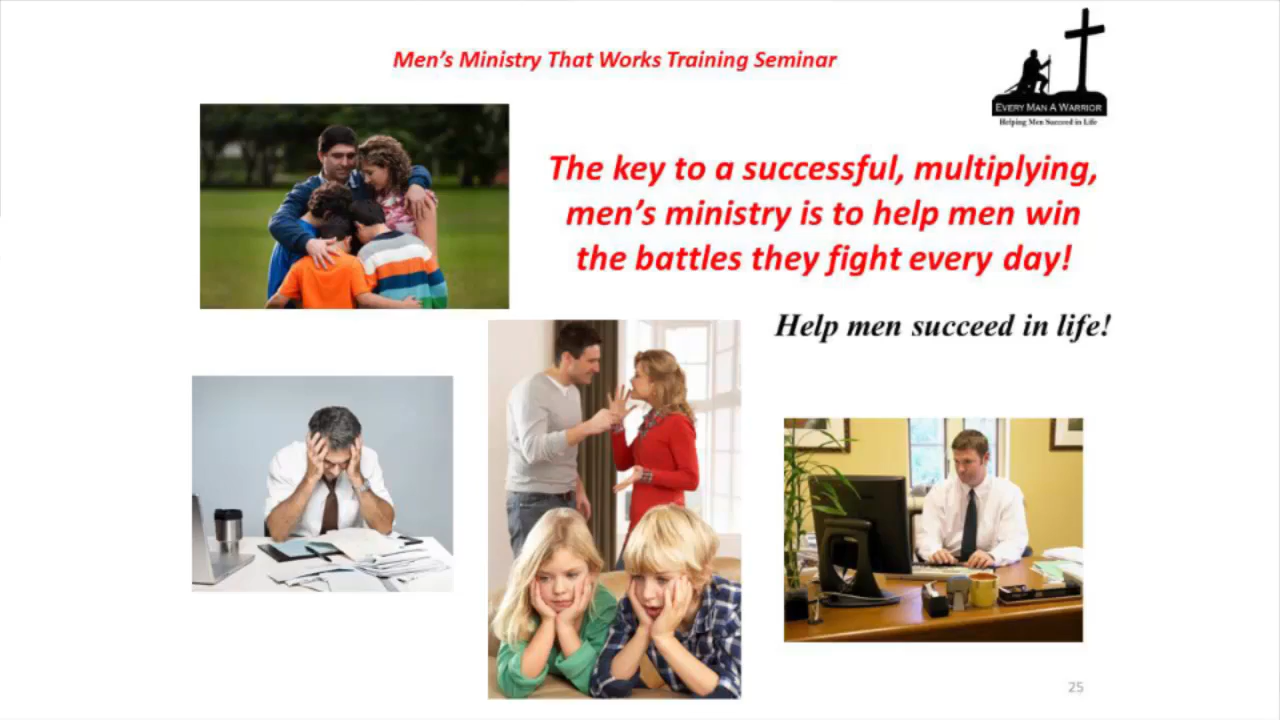 Men's Ministry That Works Training Seminar
EVERY MAN A WARRIOR
Helping Men Succeed in Life
The key to a successful, multiplying,
men's ministry is to help men win
the battles they fight every day!
Help men succeed in life!
25